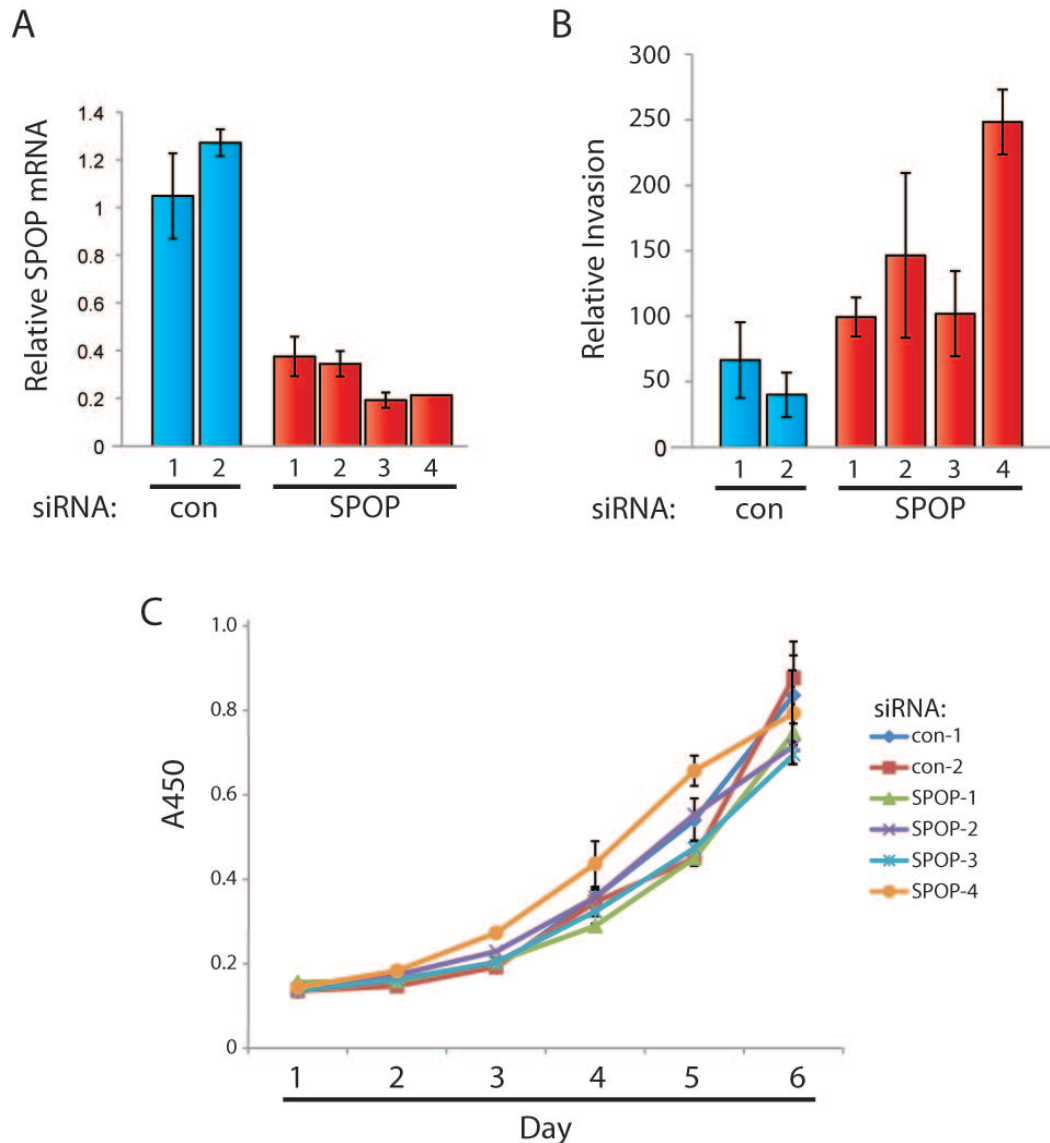 A
Relative SPOP mRNA
1.4
1.2
1
0.8
0.6
0.4
0.2
0
1 2 1 2 3 4
siRNA: con SPOP
B
Relative Invasion
300
250
200
150
100
50
0
1 2 1 2 3 4
siRNA: con SPOP
C
A450
1.0
0.8
0.6
0.4
0.2
0
1 2 3 4 5 6
Day
siRNA:
con-1
con-2
SPOP-1
SPOP-2
SPOP-3
SPOP-4